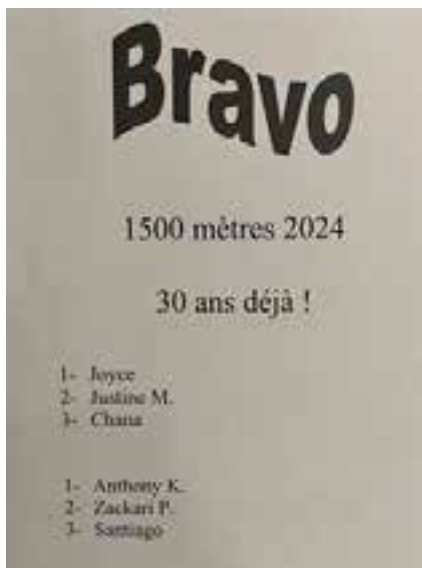 Bravo
1500 mètres 2024
30 ans déjà !
1- Joyce
2- Justine M.
3- Chana
1- Anthony K.
2- Zackari P.
3- Santiago